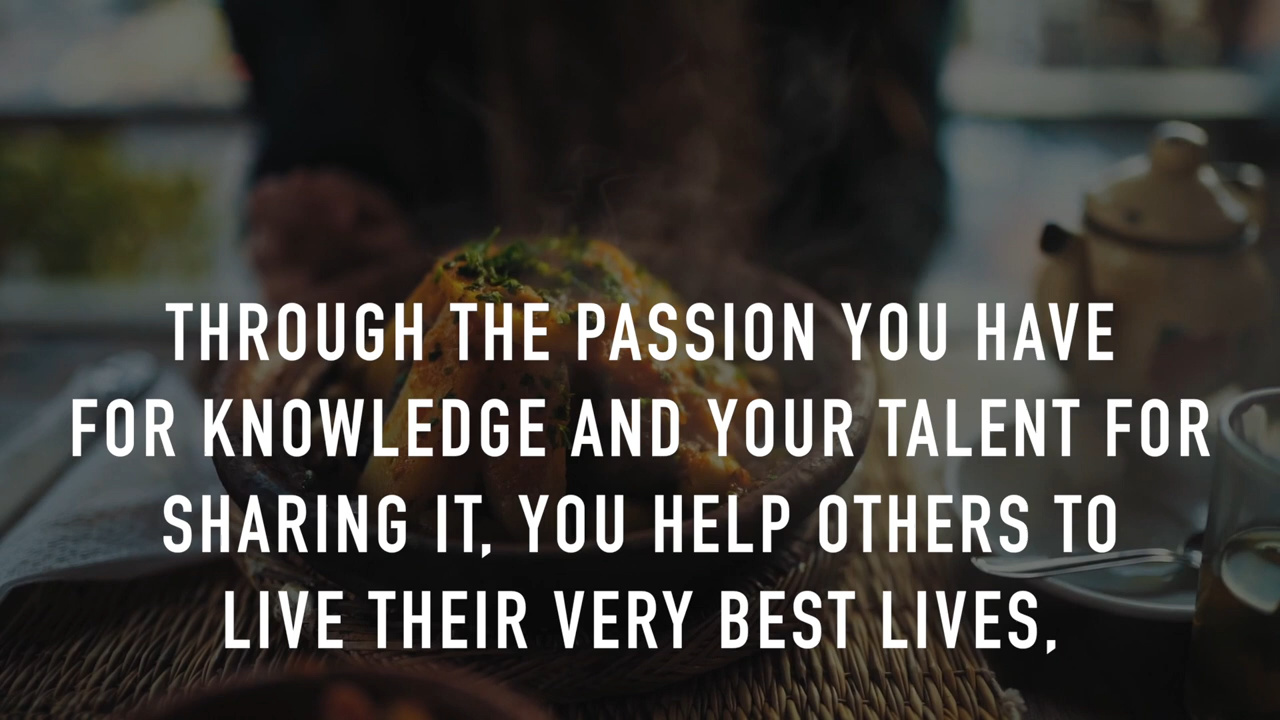 THROUGH THE PASSION YOU HAVE
FOR KNOWLEDGE AND YOUR TALENT FOR
SHARING IT, YOU HELP OTHERS TO
LIVE THEIR VERY BEST LIVES,